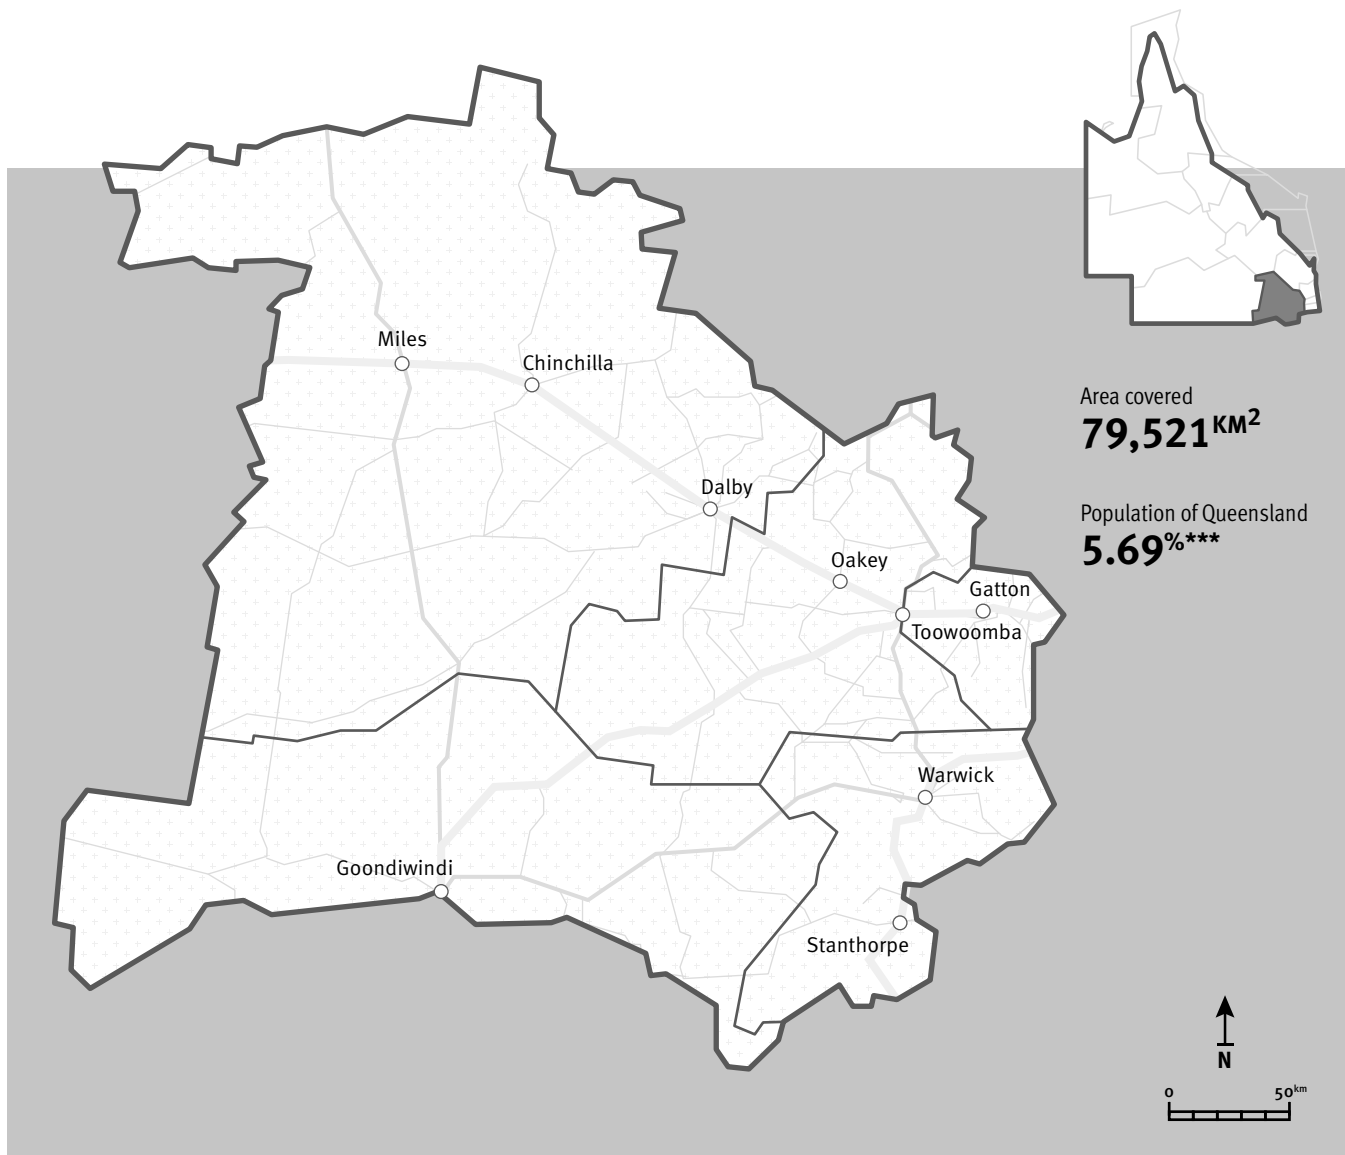 Miles
Chinchilla
Area covered
79,521KM2
Dalby
Population of Queensland
5.69%***
Oakey
Gatton
Toowoomba
Warwick
Goondiwindi
Stanthorpe
N
0 50km